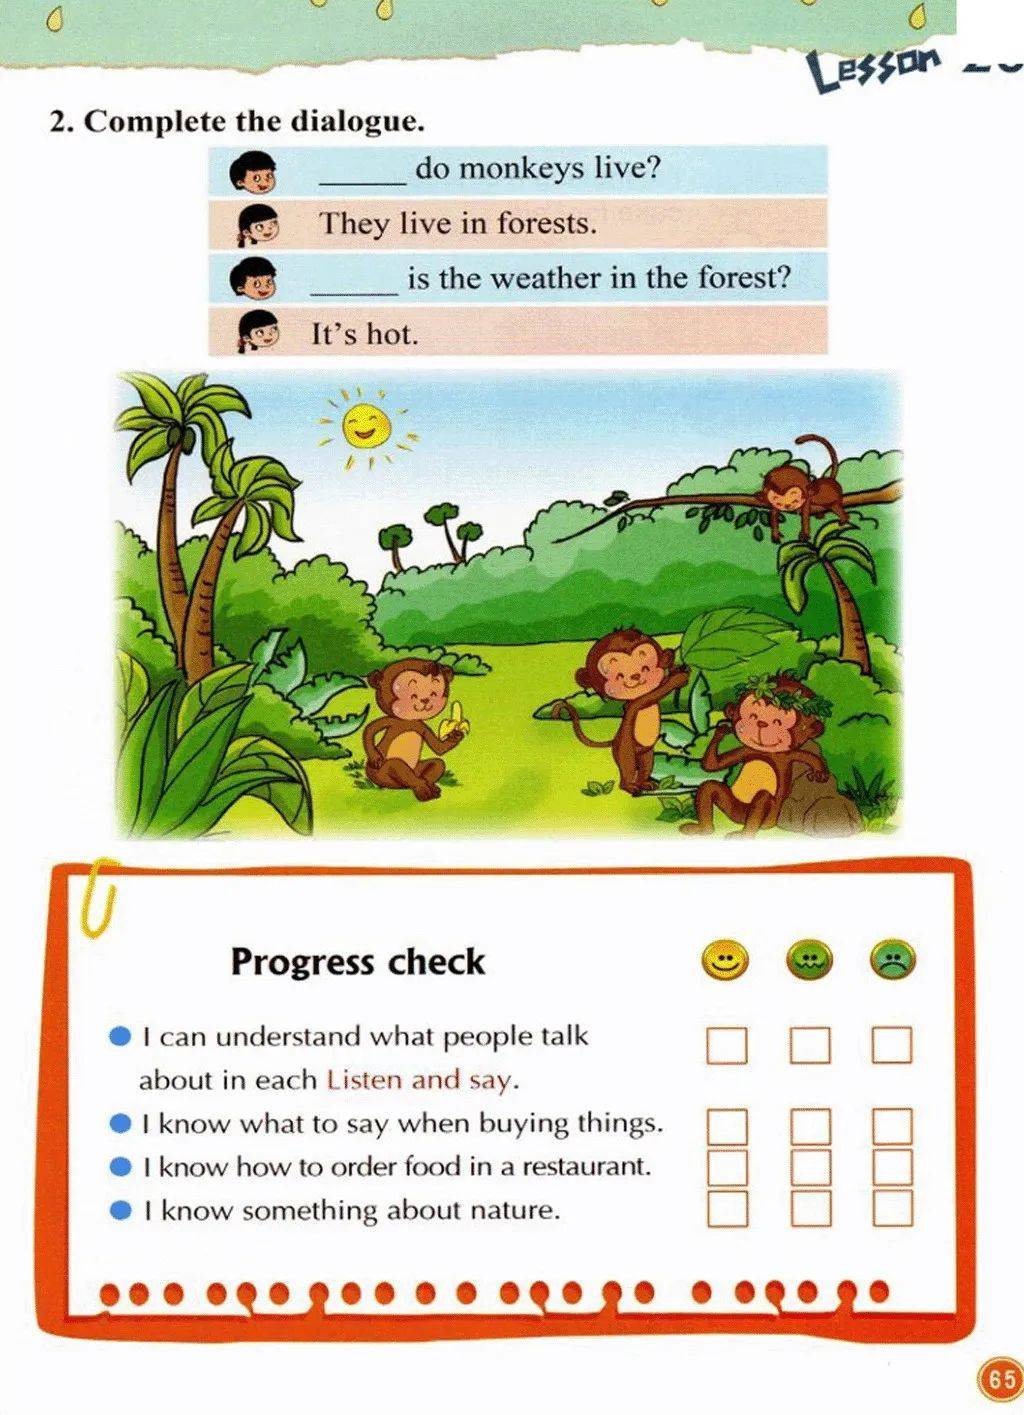 Lesson
2. Complete the dialogue.
______ do monkeys live?
They live in forests.
______ is the weather in the forest?
It's hot.
Progress check
I can understand what people talk
about in each Listen and say.
I know what to say when buying things.
I know how to order food in a restaurant.
I know something about nature.
65